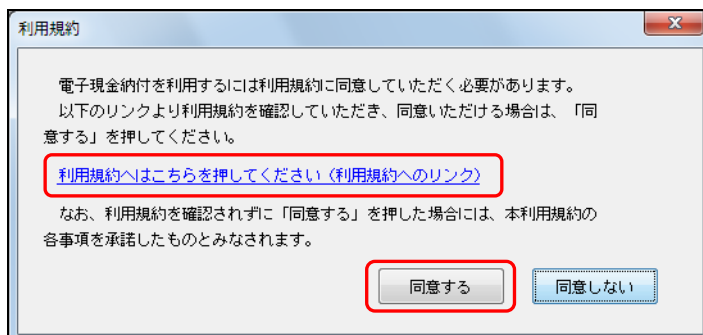 利用規約
電子現金納付を利用するには利用規約に同意していただく必要があります。
以下のリンクより利用規約を確認していただき、同意いただける場合は、「同
意する」を押してください。
利用規約へはこちらを押してください（利用規約へのリンク）
なお、利用規約を確認されずに「同意する」を押した場合には、本利用規約の
各事項を承諾したものとみなされます。
同意する
同意しない